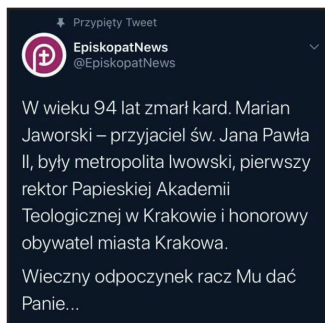 Przypięty Tweet
EpiskopatNews
@EpiskopatNews
W wieku 94 lat zmarł kard. Marian
Jaworski – przyjaciel św. Jana Pawła
II, były metropolita lwowski, pierwszy
rektor Papieskiej Akademii
Teologicznej w Krakowie i honorowy
obywatel miasta Krakowa.
Wieczny odpoczynek racz Mu dać
Panie...